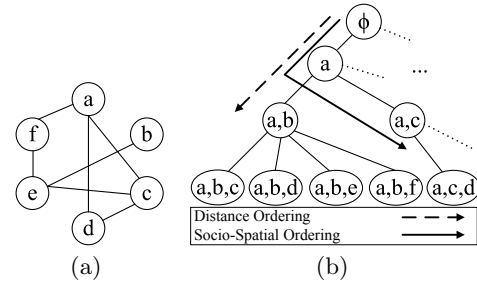 a
f
b
e
c
d
(a)
ϕ
a
...
a,b
a,c
a,b,c a,b,d a,b,e a,b,f a,c,d
Distance Ordering
Socio-Spatial Ordering
(b)